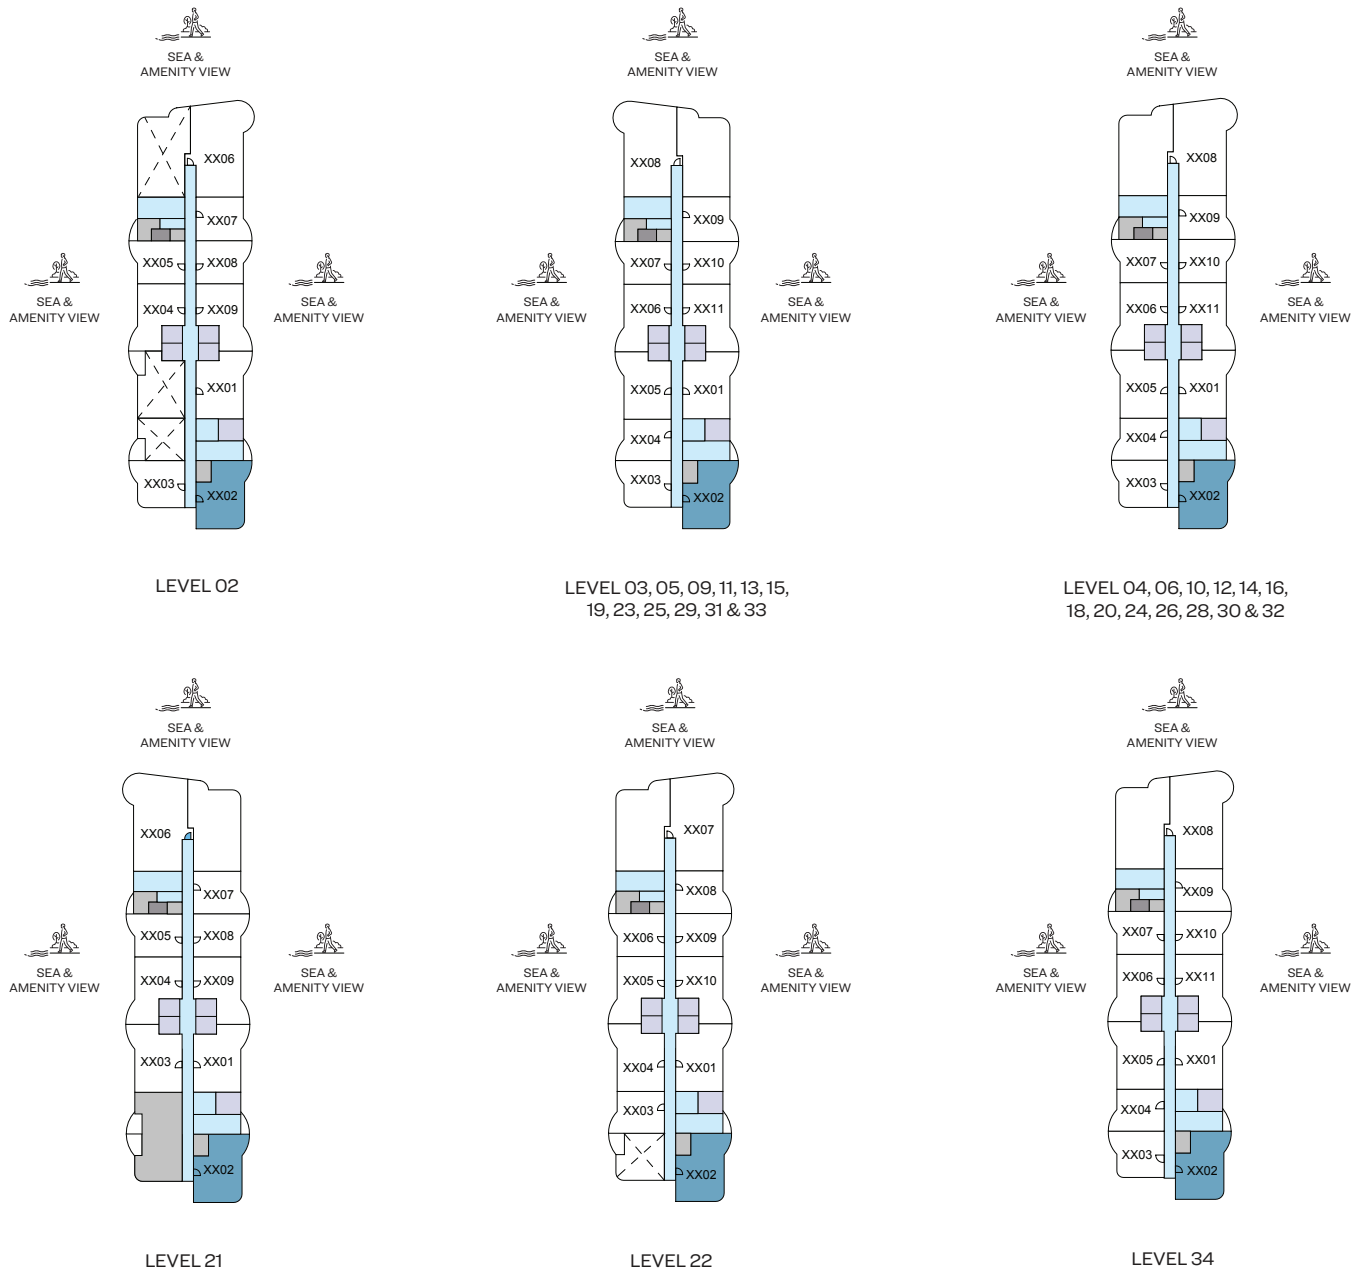 SEA &
AMENITY VIEW
SEA &
AMENITY VIEW
SEA &
AMENITY VIEW
XX06
XX07
XX05
XX08
XX04
XX09
XX01
XX03
XX02
SEA &
AMENITY VIEW
SEA &
AMENITY VIEW
LEVEL 02
XX08
XX09
XX07
XX10
XX06
XX11
XX05
XX01
XX04
XX03
XX02
SEA &
AMENITY VIEW
SEA &
AMENITY VIEW
LEVEL 03, 05, 09, 11, 13, 15,
19, 23, 25, 29, 31 & 33
XX08
XX09
XX07
XX10
XX06
XX11
XX05
XX01
XX04
XX03
XX02
SEA &
AMENITY VIEW
SEA &
AMENITY VIEW
LEVEL 04, 06, 10, 12, 14, 16,
18, 20, 24, 26, 28, 30 & 32
SEA &
AMENITY VIEW
SEA &
AMENITY VIEW
SEA &
AMENITY VIEW
XX06
XX07
XX05
XX08
XX04
XX09
XX03
XX01
XX02
SEA &
AMENITY VIEW
SEA &
AMENITY VIEW
LEVEL 21
XX07
XX08
XX06
XX09
XX05
XX10
XX04
XX01
XX03
XX02
SEA &
AMENITY VIEW
SEA &
AMENITY VIEW
LEVEL 22
XX08
XX09
XX07
XX10
XX06
XX11
XX05
XX01
XX04
XX03
XX02
SEA &
AMENITY VIEW
SEA &
AMENITY VIEW
LEVEL 34